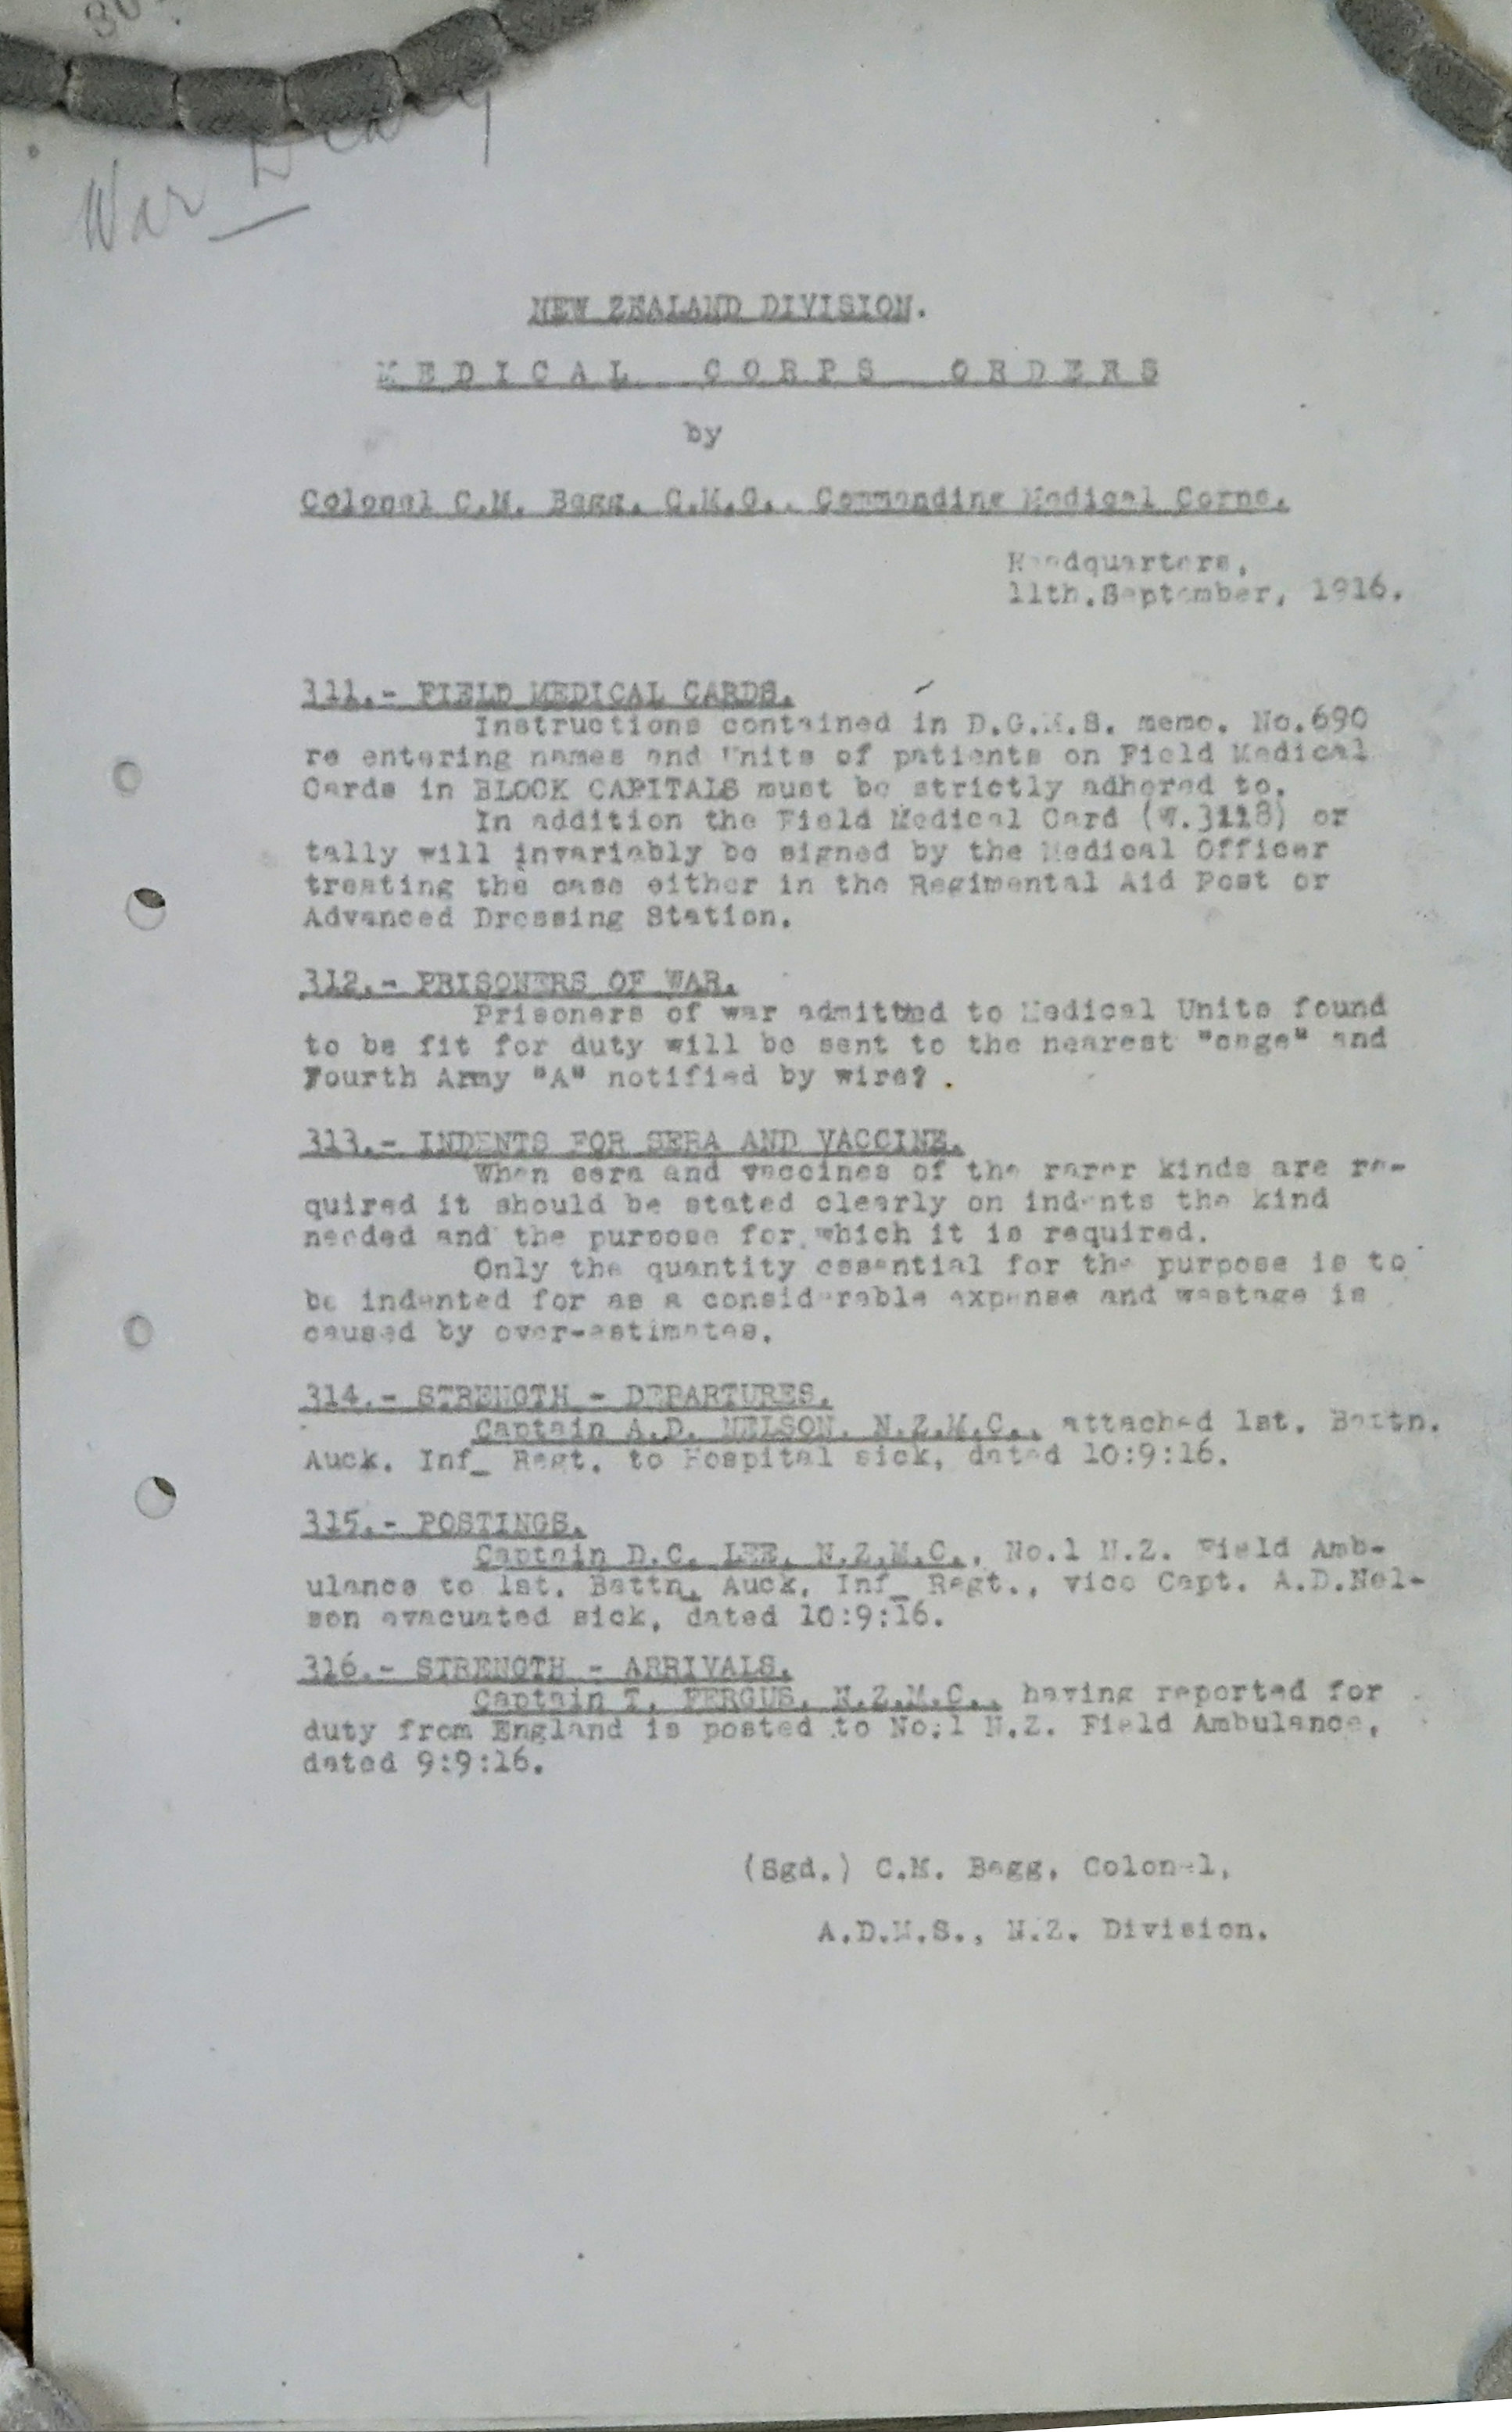 War Diary
NEW ZEALAND DIVISION.
MEDICAL CORPS ORDERS
by
Colonel C.M. Begg, C.M.G., Commanding Medical Corps.
Headquarters,
11th.September, 1916.
311.- FIELD MEDICAL CARDS.
Instructions contained in D.G.M.S. memo. No.690
re entering names and Units of patients on Field Medical
Cards in BLOCK CAPITALS must be strictly adhered to.
In addition the Field Medical Card (W.3118) or
tally will invariably be signed by the Medical Officer
treating the case either in the Regimental Aid Post or
Advanced Dressing Station.
312.- PRISONERS OF WAR.
Prisoners of war admitted to Medical Units found
to be fit for duty will be sent to the nearest "cage" and
Fourth Army "A" notified by wire? .
313.- INDENTS FOR SERA AND VACCINE.
When sera and vaccines of the rarer kinds are re-
quired it should be stated clearly on indents the kind
needed and the purpose for which it is required.
Only the quantity essential for the purpose is to
be indented for as a considerable expense and wastage is
caused by over-estimates.
314.- STRENGTH - DEPARTURES.
Captain A.D. NELSON, N.Z.M.C., attached 1st. Battn.
Auck. Inf_ Regt. to Hospital sick, dated 10:9:16.
315.- POSTINGS.
Captain D.C. LEE, N.Z.M.C., No.1 N.Z. Field Amb-
ulance to 1st. Battn. Auck. Inf_ Regt., vice Capt. A.D.Nel-
son evacuated sick, dated 10:9:16.
316.- STRENGTH - ARRIVALS.
Captain T. FERGUS, N.Z.M.C., having reported for
duty from England is posted to No.1 N.Z. Field Ambulance,
dated 9:9:16.
(Sgd.) C.M. Begg, Colonel,
A.D.M.S., N.Z. Division.